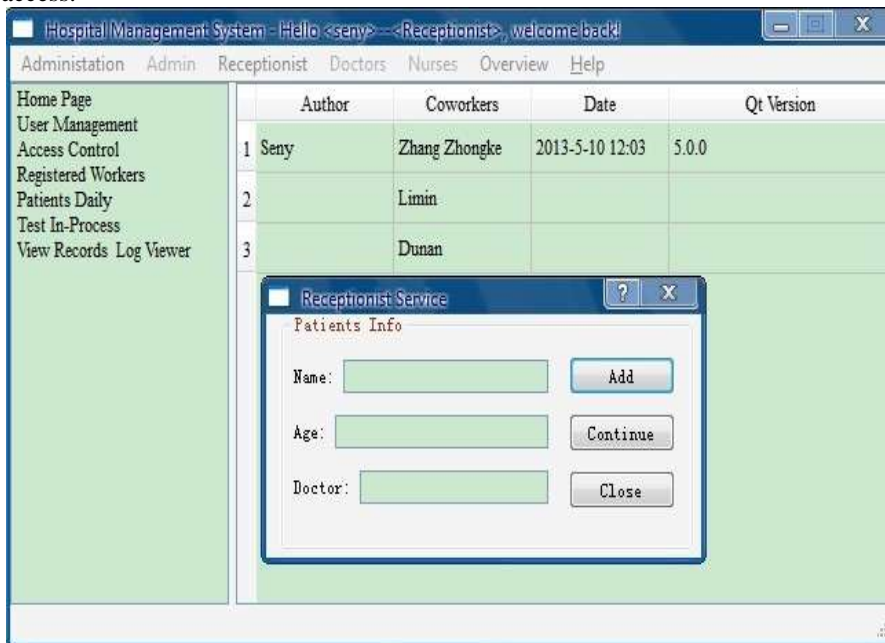 access.
Hospital Management System - Hello <seny>---<Receptionist>, welcome back!
Administation Admin Receptionist Doctors Nurses Overview Help
Home Page
User Management
Access Control
Registered Workers
Patients Daily
Test In-Process
View Records Log Viewer
Author Coworkers Date Qt Version
1 Seny Zhang Zhongke 2013-5-10 12:03 5.0.0
2 Limin
3 Dunan
Receptionist Service
Patients Info
Name: Add
Age: Continue
Doctor: Close